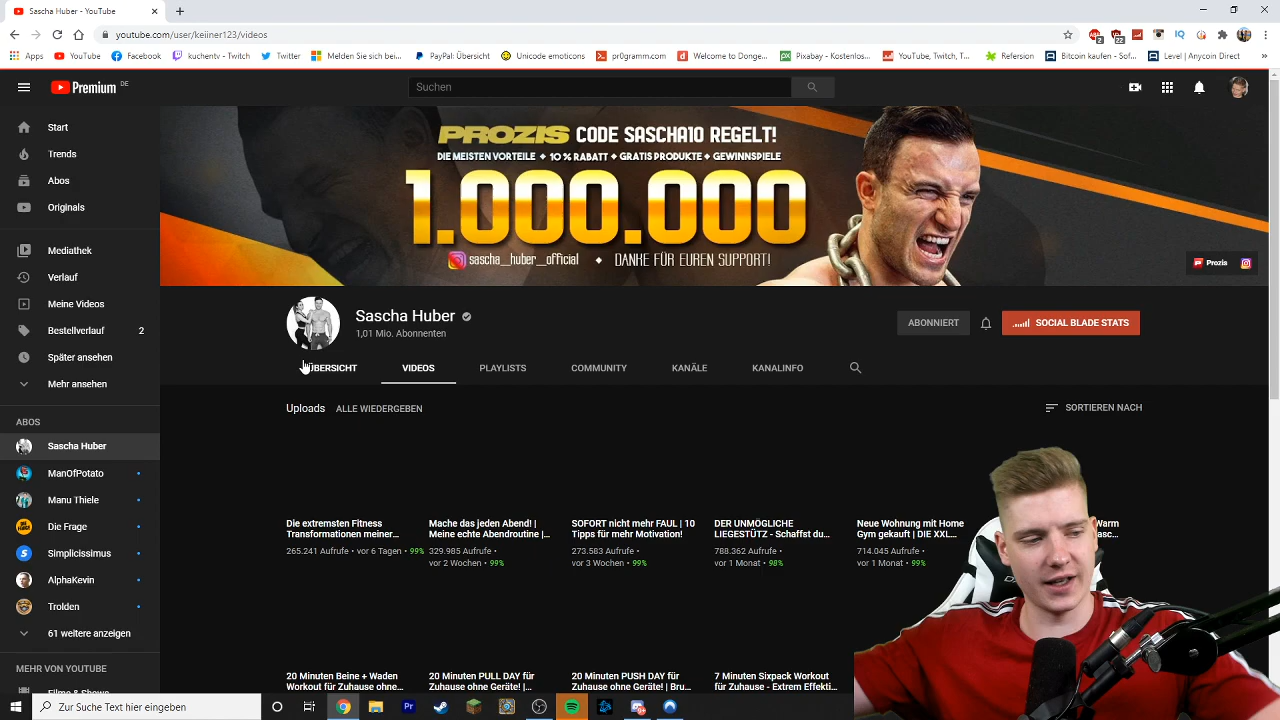 Sascha Huber - YouTube
youtube.com/user/keiiner123/videos
2
22
Apps
YouTube
Facebook
kuchentv - Twitch
Twitter
Melden Sie sei bei...
PayPal: Übersicht
Unicode emoticons
pr0gramm.com
Welcome to Donge...
Pixabay - Kostenlos...
YouTube, Twitch, T...
Refersion
Bitcoin kaufen - Sof...
Level | Anycoin Direct
Premium DE
Suchen
Start
Trends
Abos
Originals
Mediathek
Verlauf
Meine Videos
Bestellverlauf 2
Später ansehen
Mehr ansehen
ABOS
Sascha Huber
ManOfPotato
Manu Thiele
Die Frage
Simplicissimus
AlphaKevin
Trolden
61 weitere anzeigen
MEHR VON YOUTUBE
PROZIS CODE SASCHA10 REGELT!
DIE MEISTEN VORTEILE + 10 % RABATT + GRATIS PRODUKTE + GEWINNSPIELE
1.000.000
sascha__huber__official ◆ DANKE FÜR EUREN SUPPORT!
Prozis
Sascha Huber
1,01 Mio. Abonnenten
ABONNIERT
SOCIAL BLADE STATS
ÜBERSICHT
VIDEOS
PLAYLISTS
COMMUNITY
KANÄLE
KANALINFO
Uploads
ALLE WIEDERGEBEN
SORTIEREN NACH
Die extremsten Fitness
Transformationen meiner...
265.241 Aufrufe • vor 6 Tagen • 99%
Mache das jeden Abend! |
Meine echte Abendroutine |...
329.985 Aufrufe •
vor 2 Wochen • 99%
SOFORT nicht mehr FAUL | 10
Tipps für mehr Motivation!
273.583 Aufrufe •
vor 3 Wochen • 99%
DER UNMÖGLICHE
LIEGESTÜTZ - Schaffst du...
788.362 Aufrufe •
vor 1 Monat • 98%
Neue Wohnung mit Home
Gym gekauft | DIE XXL...
714.045 Aufrufe •
vor 1 Monat • 99%
20 Minuten Beine + Waden
Workout für Zuhause ohne...
20 Minuten PULL DAY für
Zuhause ohne Geräte! |...
20 Minuten PUSH DAY für
Zuhause ohne Geräte! | Bru...
7 Minuten Sixpack Workout
für Zuhause - Extrem Effekti...
Zur Suche Text hier eingeben